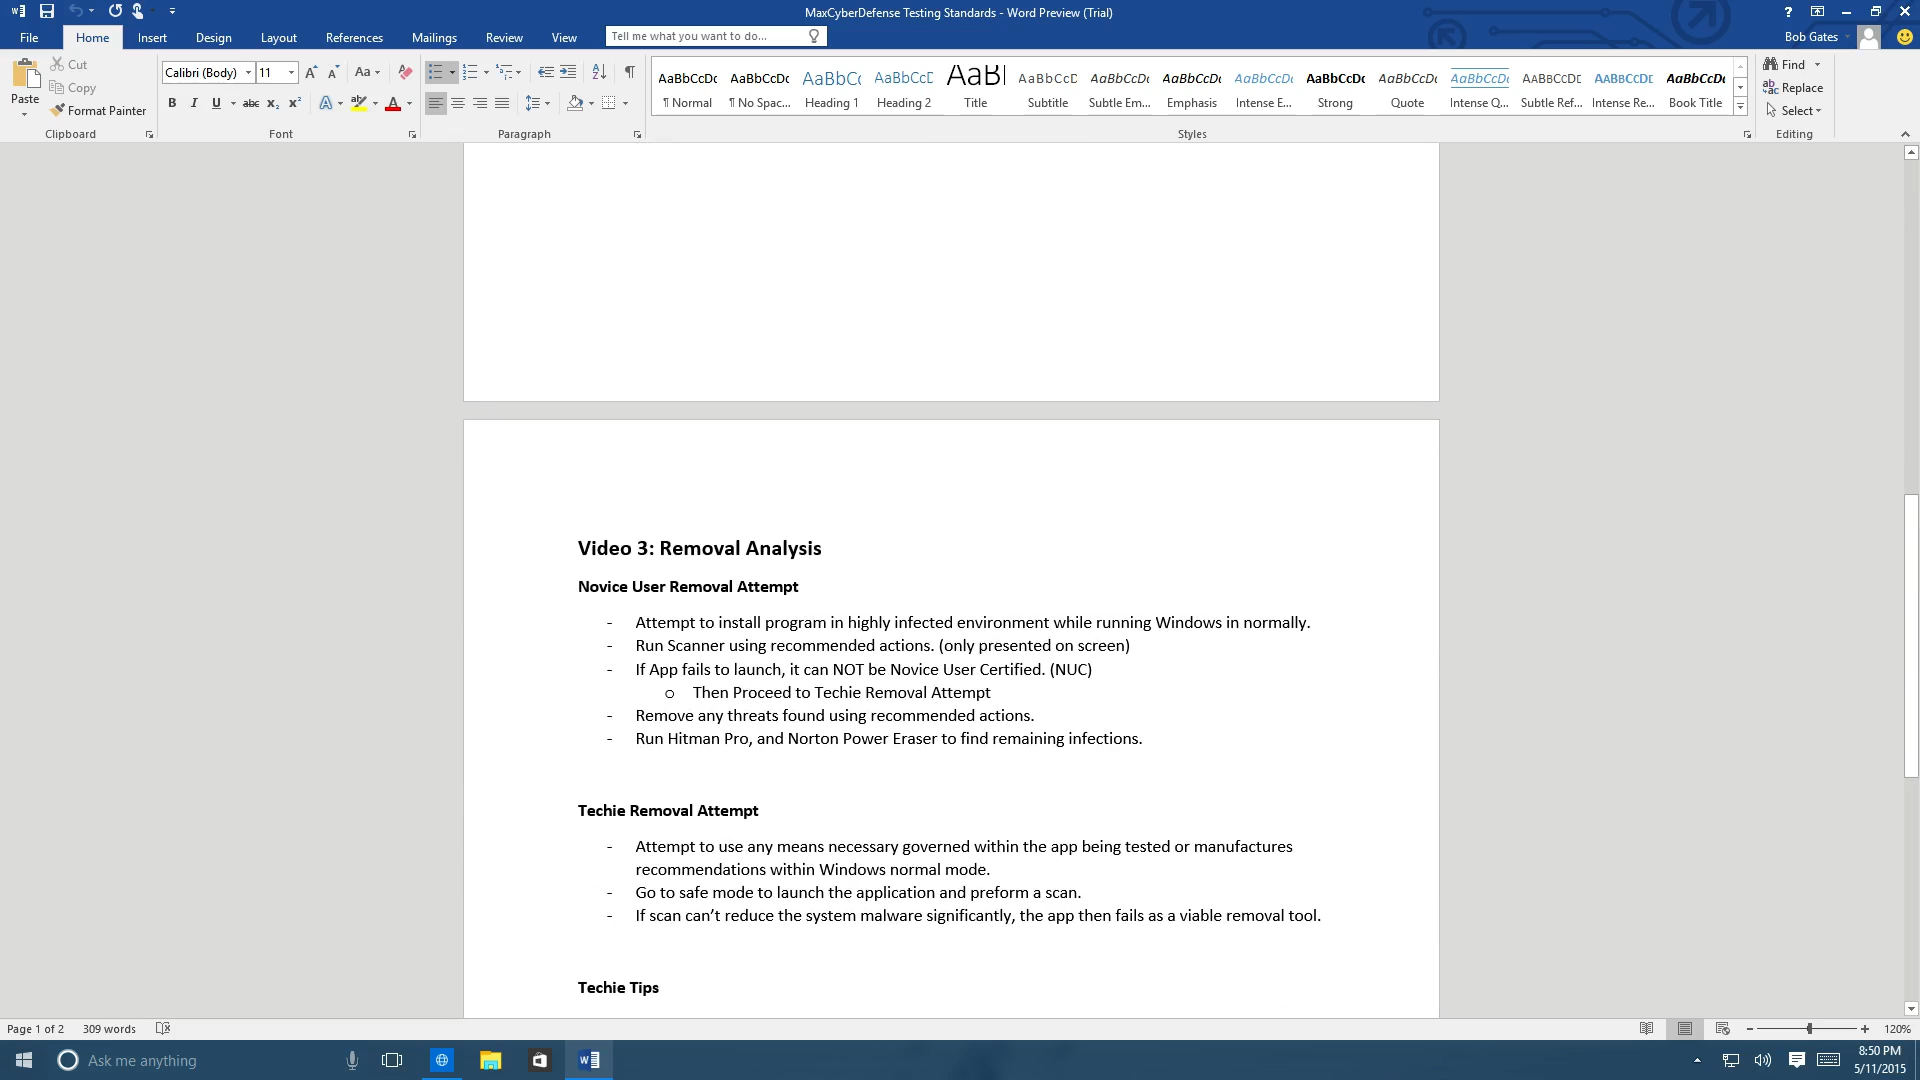 MaxCyberDefense Testing Standards - Word Preview (Trial)
File Home Insert Design Layout References Mailings Review View Tell me what you want to do... Bob Gates
Paste
Cut
Copy
Format Painter
Clipboard
Calibri (Body) 11
Font
Paragraph
AaBbCcDc AaBbCcDc AaBbC( AaBbCcD AaB AaBbCcD AaBbCcDc AaBbCcDc AaBbCcDc AaBbCcDc AaBbCcDc AaBbCcDc AABBCCDE AABBCCDE AaBbCcDc
¶ Normal ¶ No Spac... Heading 1 Heading 2 Title Subtitle Subtle Em... Emphasis Intense E... Strong Quote Intense Q... Subtle Ref... Intense Re... Book Title
Styles
Find
Replace
Select
Editing
Video 3: Removal Analysis
Novice User Removal Attempt
- Attempt to install program in highly infected environment while running Windows in normally.
- Run Scanner using recommended actions. (only presented on screen)
- If App fails to launch, it can NOT be Novice User Certified. (NUC)
o Then Proceed to Techie Removal Attempt
- Remove any threats found using recommended actions.
- Run Hitman Pro, and Norton Power Eraser to find remaining infections.
Techie Removal Attempt
- Attempt to use any means necessary governed within the app being tested or manufactures
recommendations within Windows normal mode.
- Go to safe mode to launch the application and preform a scan.
- If scan can’t reduce the system malware significantly, the app then fails as a viable removal tool.
Techie Tips
Page 1 of 2 309 words 120%
Ask me anything
8:50 PM
5/11/2015